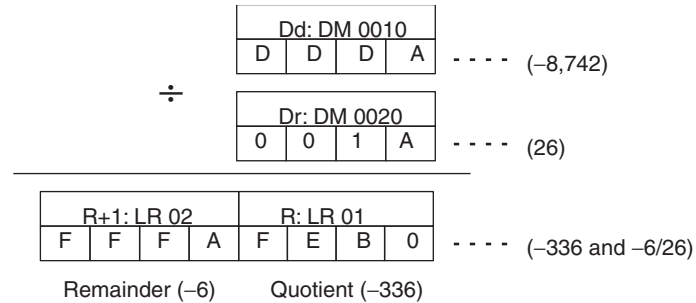 Dd: DM 0010
D D D A - - - - (−8,742)
÷
Dr: DM 0020
0 0 1 A - - - - (26)
R+1: LR 02 R: LR 01
F F F A F E B 0 - - - - (−336 and −6/26)
Remainder (−6) Quotient (−336)